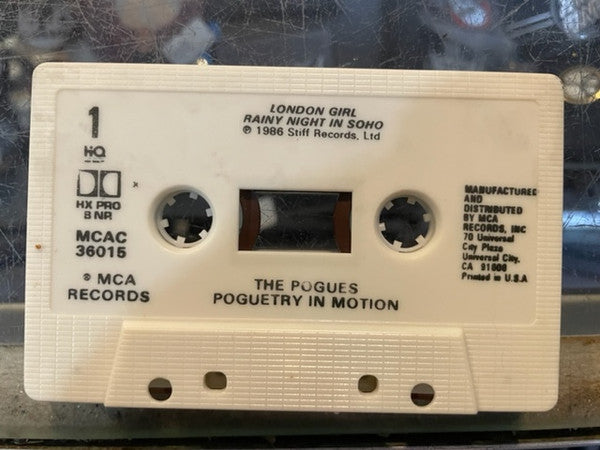 1
HQ
HX PRO
B NR
MCAC
36015
® MCA
RECORDS
LONDON GIRL
RAINY NIGHT IN SOHO
℗ 1986 Stiff Records, Ltd
THE POGUES
POGUETRY IN MOTION
MANUFACTURED
AND
DISTRIBUTED
BY MCA
RECORDS, INC
70 Universal
City Plaza
Universal City,
CA 91608
Printed in U.S.A